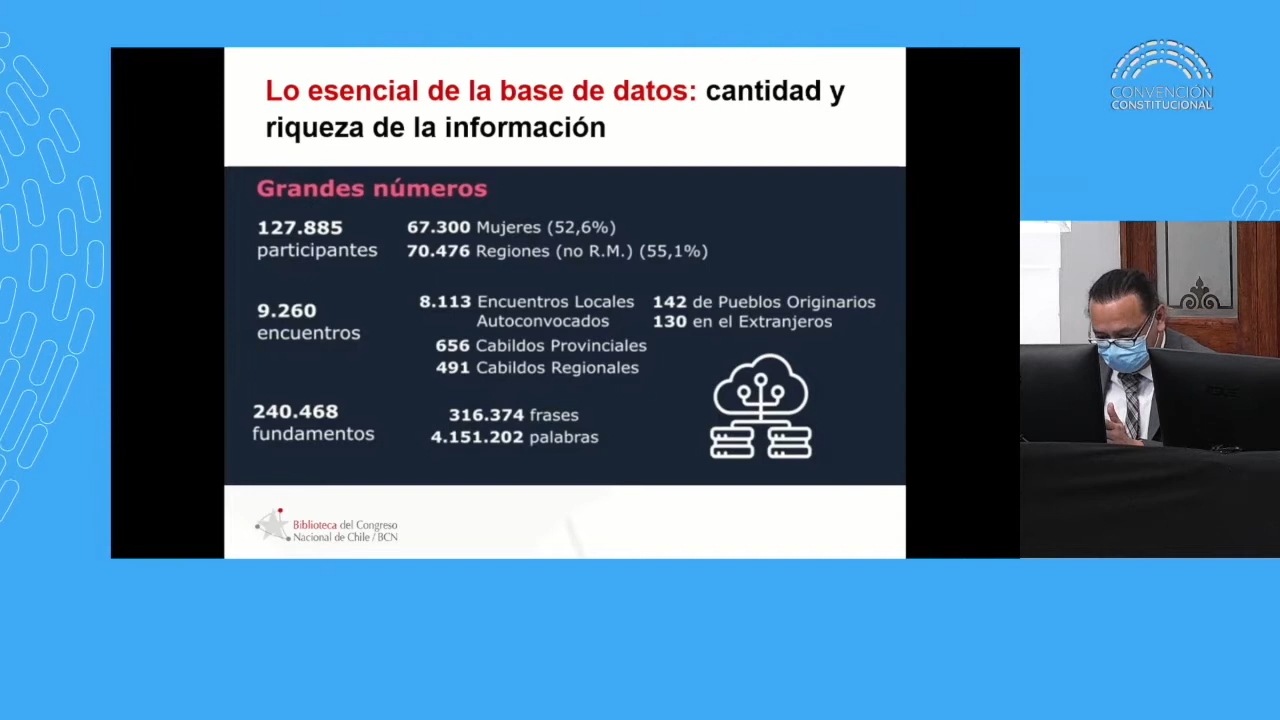 Lo esencial de la base de datos: cantidad y
riqueza de la información
Grandes números
127.885
participantes
67.300 Mujeres (52,6%)
70.476 Regiones (no R.M.) (55,1%)
9.260
encuentros
8.113 Encuentros Locales
Autoconvocados
142 de Pueblos Originarios
130 en el Extranjeros
656 Cabildos Provinciales
491 Cabildos Regionales
240.468
fundamentos
316.374 frases
4.151.202 palabras
Biblioteca del Congreso
Nacional de Chile / BCN
CONVENCIÓN
CONSTITUCIONAL